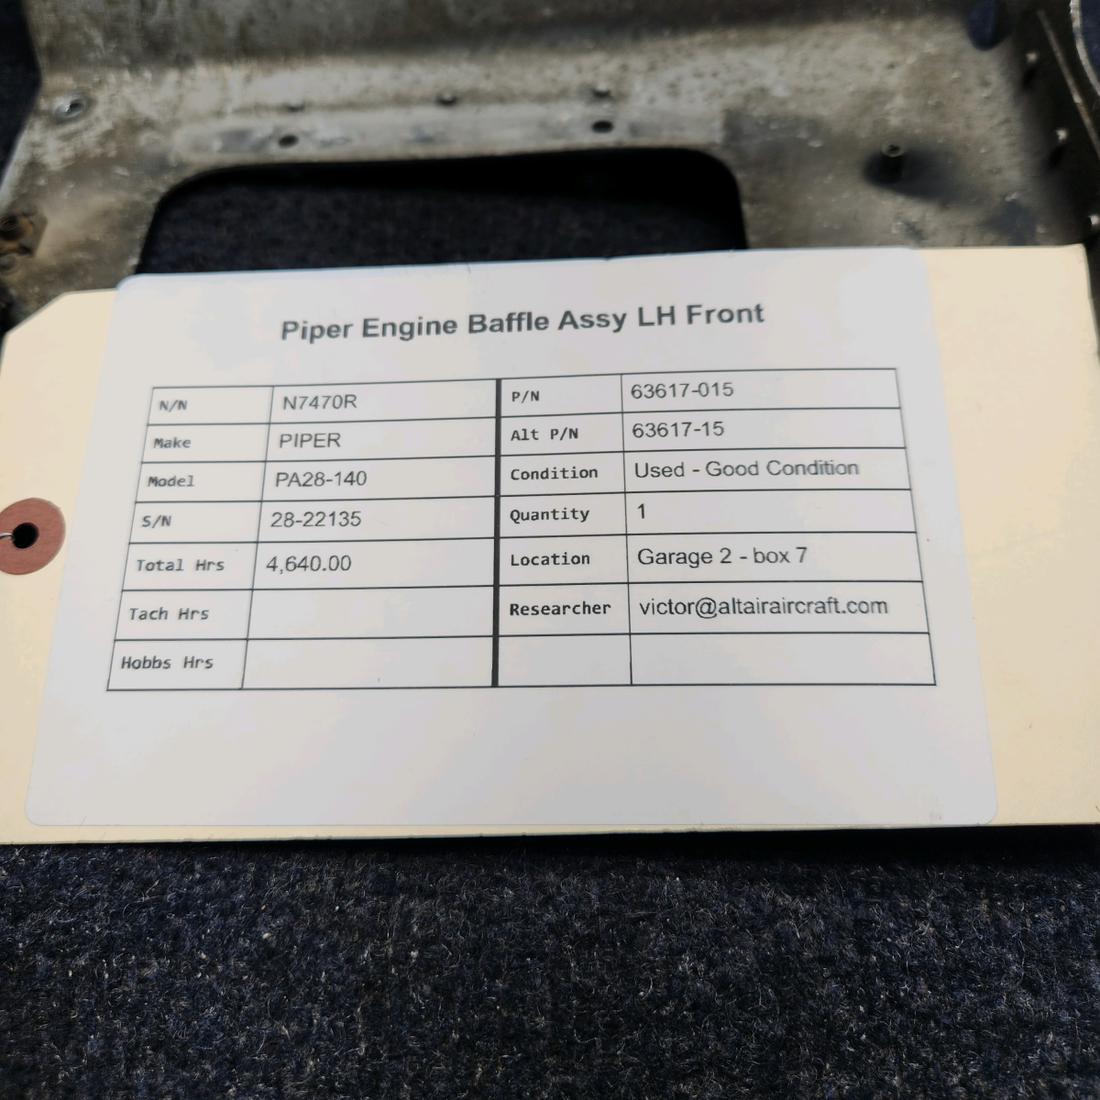 Piper Engine Baffle Assy LH Front
N/N N7470R P/N 63617-015
Make PIPER Alt P/N 63617-15
Model PA28-140 Condition Used - Good Condition
S/N 28-22135 Quantity 1
Total Hrs 4,640.00 Location Garage 2 - box 7
Tach Hrs Researcher victor@altairaircraft.com
Hobbs Hrs